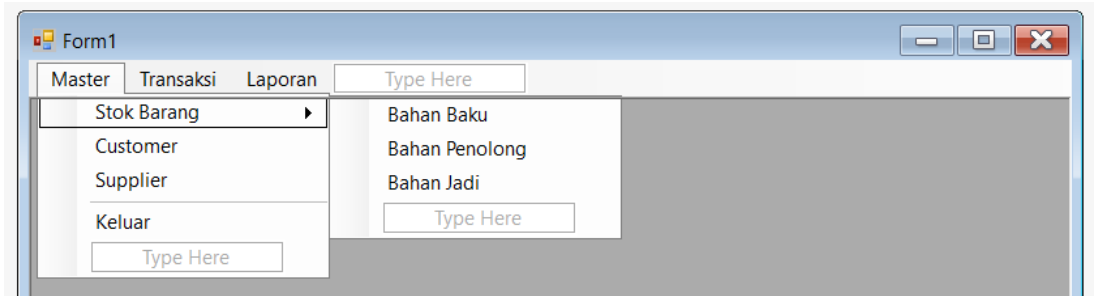 Form1
Master Transaksi Laporan Type Here
Stok Barang
Customer
Supplier
Keluar
Type Here
Bahan Baku
Bahan Penolong
Bahan Jadi
Type Here